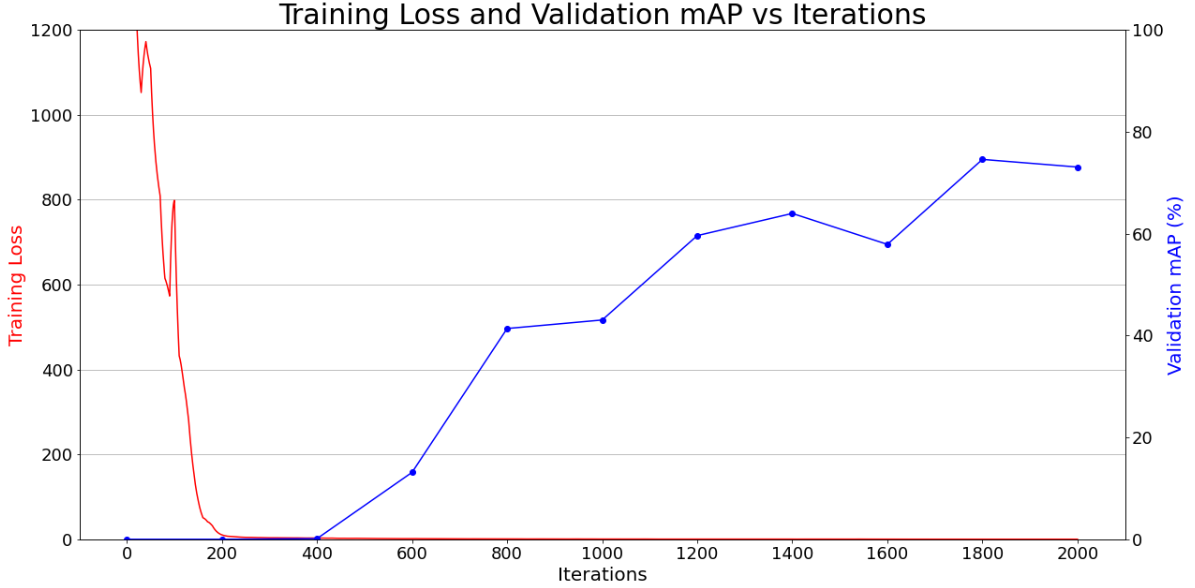 Training Loss and Validation mAP vs Iterations
1200
1000
800
600
400
200
0
Training Loss
100
80
60
40
20
0
Validation mAP (%)
0 200 400 600 800 1000 1200 1400 1600 1800 2000
Iterations